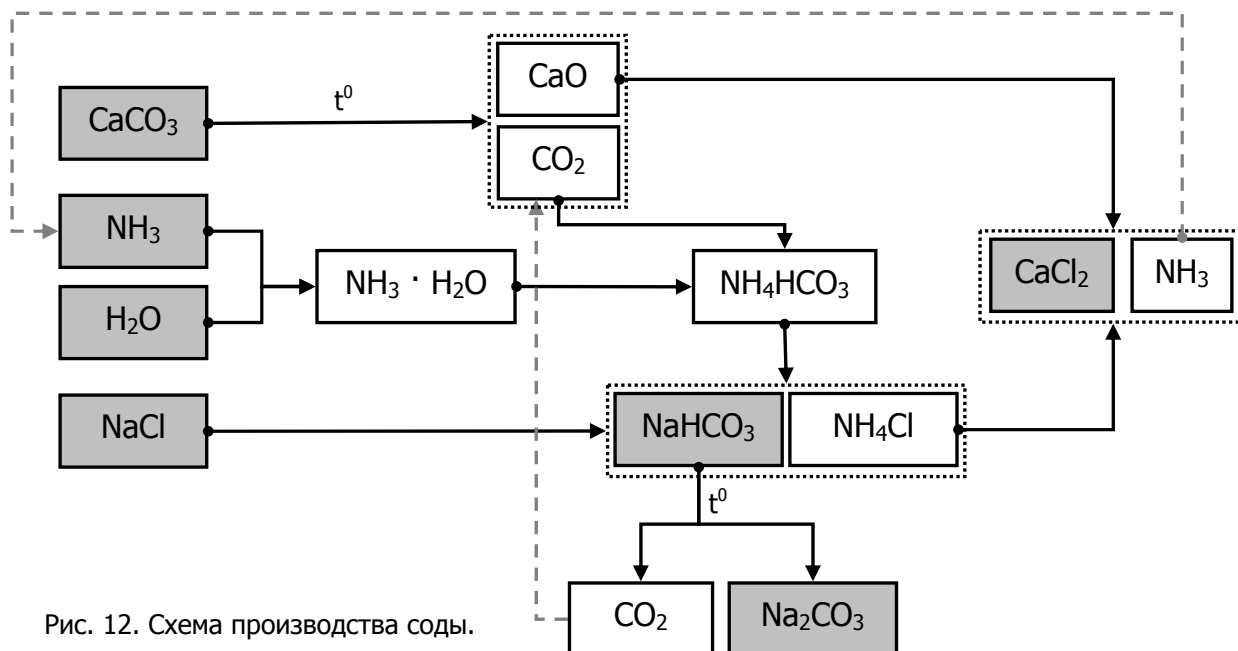 CaO
t⁰
CaCO₃
CO₂
NH₃
CaCl₂
NH₃
NH₃ · H₂O
NH₄HCO₃
H₂O
NaCl
NaHCO₃
NH₄Cl
t⁰
CO₂
Na₂CO₃
Рис. 12. Схема производства соды.